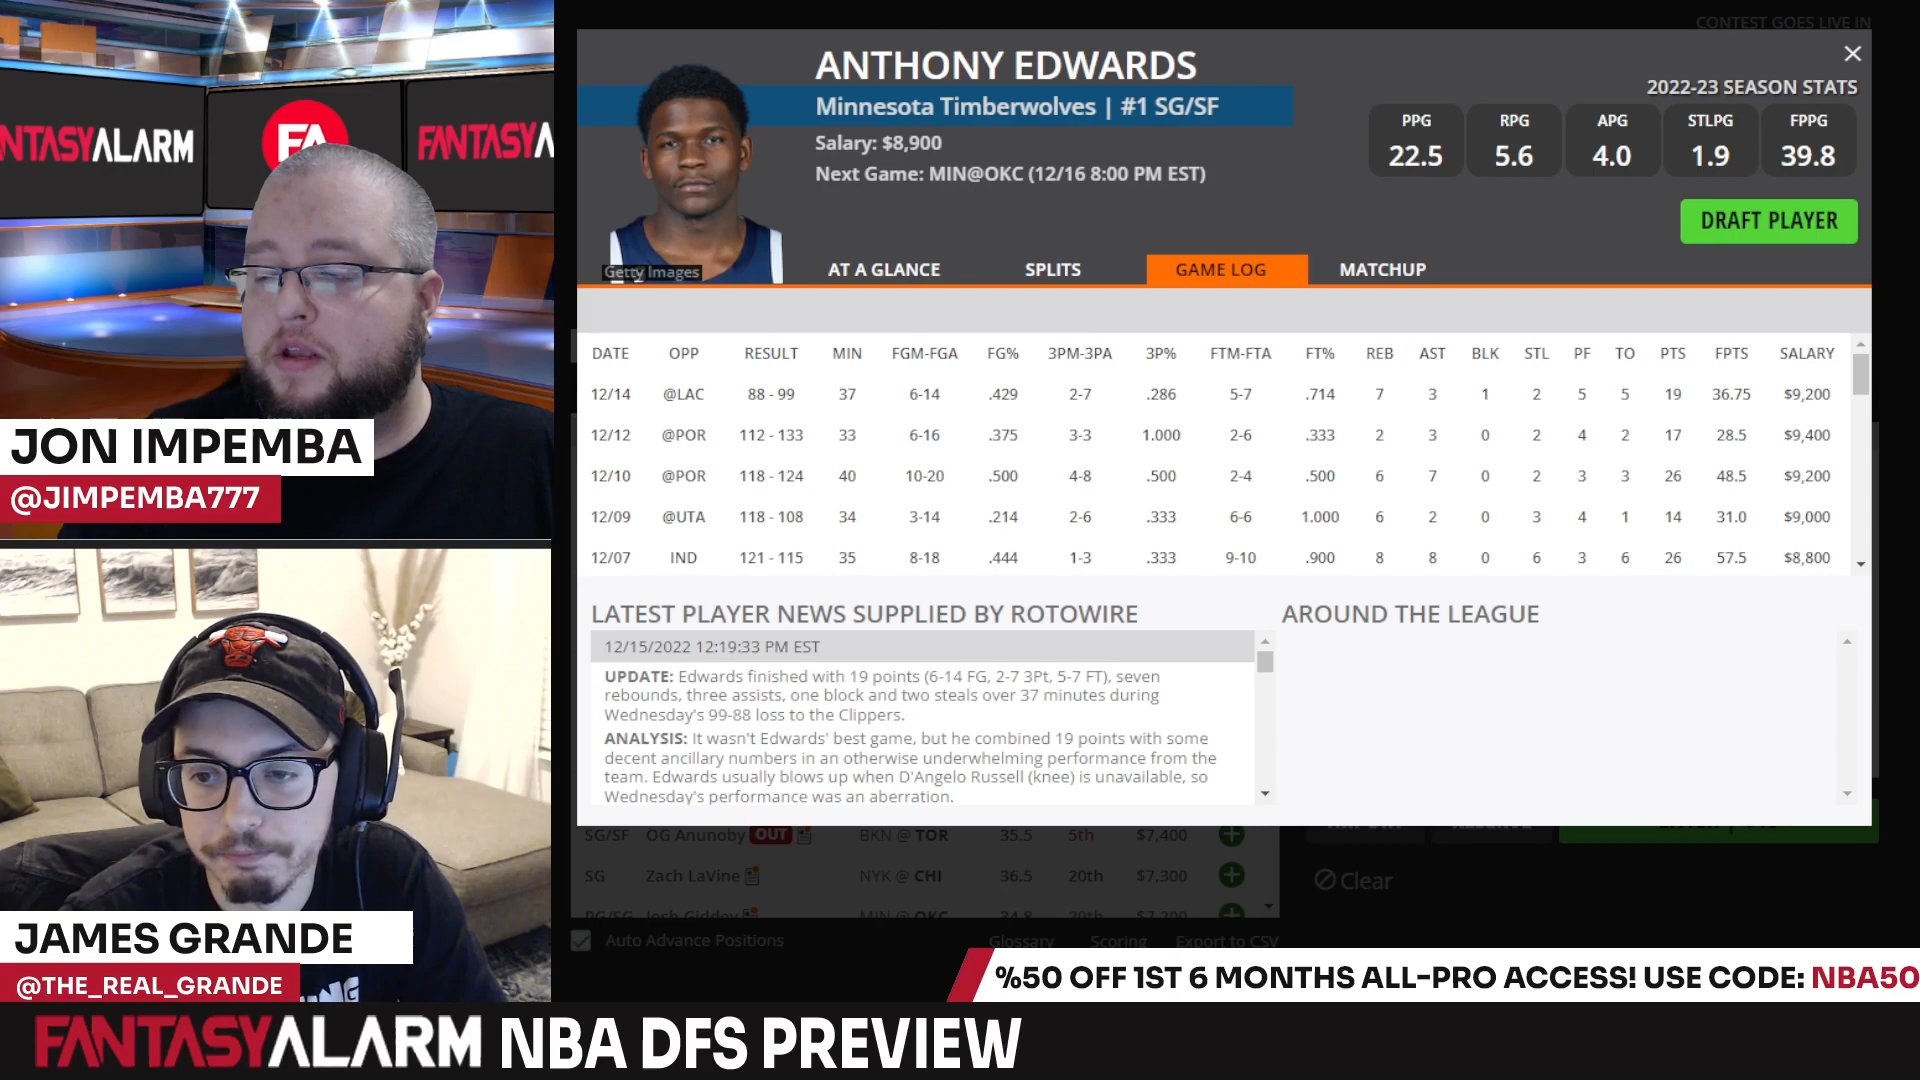 CONTEST GOES LIVE IN
NTASYALARM
FA
FANTASYA
ANTHONY EDWARDS
Minnesota Timberwolves | #1 SG/SF
Salary: $8,900
Next Game: MIN@OKC (12/16 8:00 PM EST)
2022-23 SEASON STATS
PPG RPG APG STLPG FPPG
22.5 5.6 4.0 1.9 39.8
DRAFT PLAYER
Getty Images
AT A GLANCE SPLITS GAME LOG MATCHUP
DATE OPP RESULT MIN FGM-FGA FG% 3PM-3PA 3P% FTM-FTA FT% REB AST BLK STL PF TO PTS FPTS SALARY
12/14 @LAC 88 - 99 37 6-14 .429 2-7 .286 5-7 .714 7 3 1 2 5 5 19 36.75 $9,200
12/12 @POR 112 - 133 33 6-16 .375 3-3 1.000 2-6 .333 2 3 0 2 4 2 17 28.5 $9,400
12/10 @POR 118 - 124 40 10-20 .500 4-8 .500 2-4 .500 6 7 0 2 3 3 26 48.5 $9,200
12/09 @UTA 118 - 108 34 3-14 .214 2-6 .333 6-6 1.000 6 2 0 3 4 1 14 31.0 $9,000
12/07 IND 121 - 115 35 8-18 .444 1-3 .333 9-10 .900 8 8 0 6 3 6 26 57.5 $8,800
LATEST PLAYER NEWS SUPPLIED BY ROTOWIRE
12/15/2022 12:19:33 PM EST
UPDATE: Edwards finished with 19 points (6-14 FG, 2-7 3Pt, 5-7 FT), seven
rebounds, three assists, one block and two steals over 37 minutes during
Wednesday's 99-88 loss to the Clippers.
ANALYSIS: It wasn't Edwards' best game, but he combined 19 points with some
decent ancillary numbers in an otherwise underwhelming performance from the
team. Edwards usually blows up when D'Angelo Russell (knee) is unavailable, so
Wednesday's performance was an aberration.
AROUND THE LEAGUE
SG/SF OG Anunoby OUT BKN @ TOR 35.5 5th $7,400
SG Zach LaVine NYK @ CHI 36.5 20th $7,300
PG/SG Josh Giddey MIN @ OKC 34.8 20th $7,200
Clear
Auto Advance Positions
Glossary Scoring Export to CSV
JON IMPEMBA
@JIMPEMBA777
JAMES GRANDE
@THE_REAL_GRANDE
%50 OFF 1ST 6 MONTHS ALL-PRO ACCESS! USE CODE: NBA50
FANTASYALARM NBA DFS PREVIEW